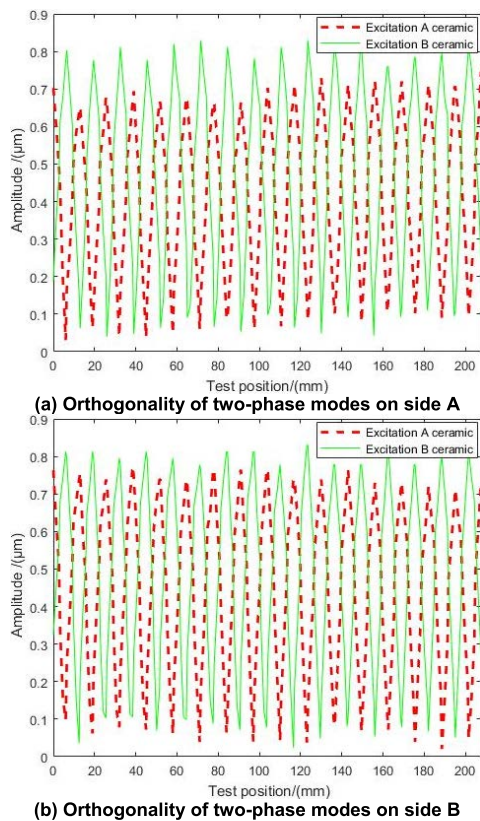 0.9
0.8
0.7
0.6
0.5
0.4
0.3
0.2
0.1
0
Amplitude /(μm)
Excitation A ceramic
Excitation B ceramic
0 20 40 60 80 100 120 140 160 180 200
Test position/(mm)
(a) Orthogonality of two-phase modes on side A
0.9
0.8
0.7
0.6
0.5
0.4
0.3
0.2
0.1
0
Amplitude /(μm)
Excitation A ceramic
Excitation B ceramic
0 20 40 60 80 100 120 140 160 180 200
Test position/(mm)
(b) Orthogonality of two-phase modes on side B